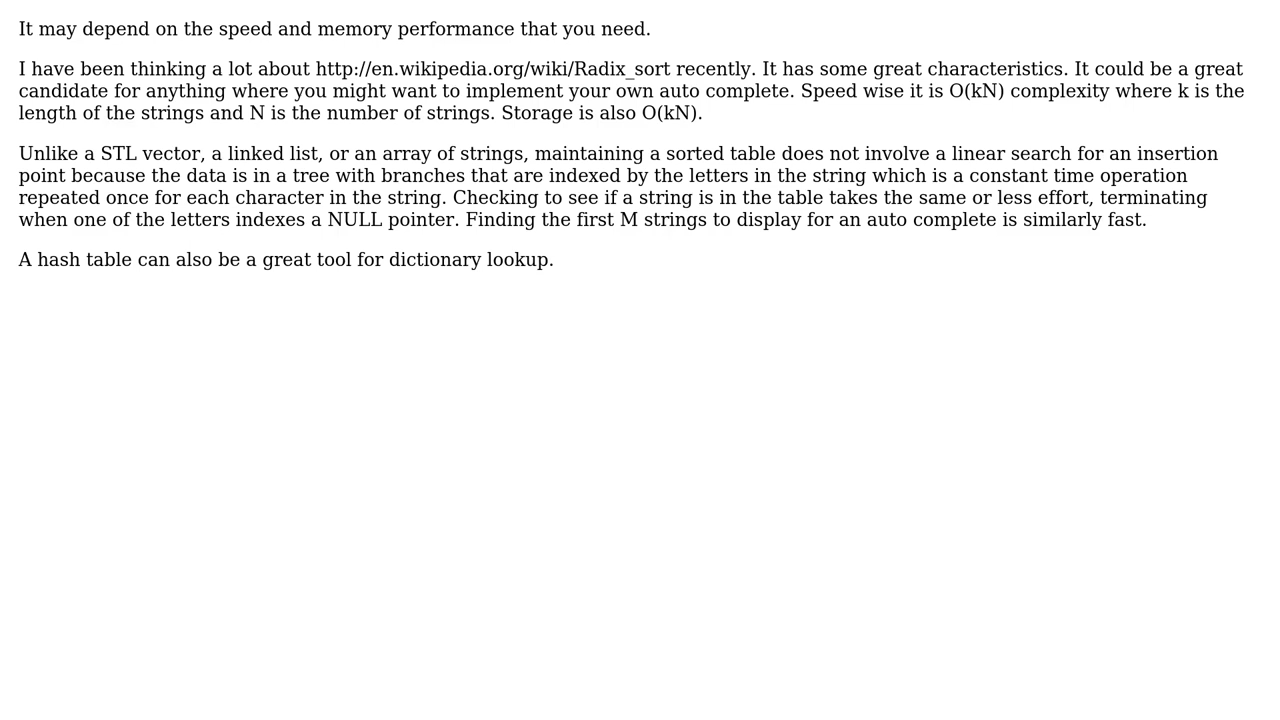 It may depend on the speed and memory performance that you need.
I have been thinking a lot about http://en.wikipedia.org/wiki/Radix_sort recently. It has some great characteristics. It could be a great
candidate for anything where you might want to implement your own auto complete. Speed wise it is O(kN) complexity where k is the
length of the strings and N is the number of strings. Storage is also O(kN).
Unlike a STL vector, a linked list, or an array of strings, maintaining a sorted table does not involve a linear search for an insertion
point because the data is in a tree with branches that are indexed by the letters in the string which is a constant time operation
repeated once for each character in the string. Checking to see if a string is in the table takes the same or less effort, terminating
when one of the letters indexes a NULL pointer. Finding the first M strings to display for an auto complete is similarly fast.
A hash table can also be a great tool for dictionary lookup.